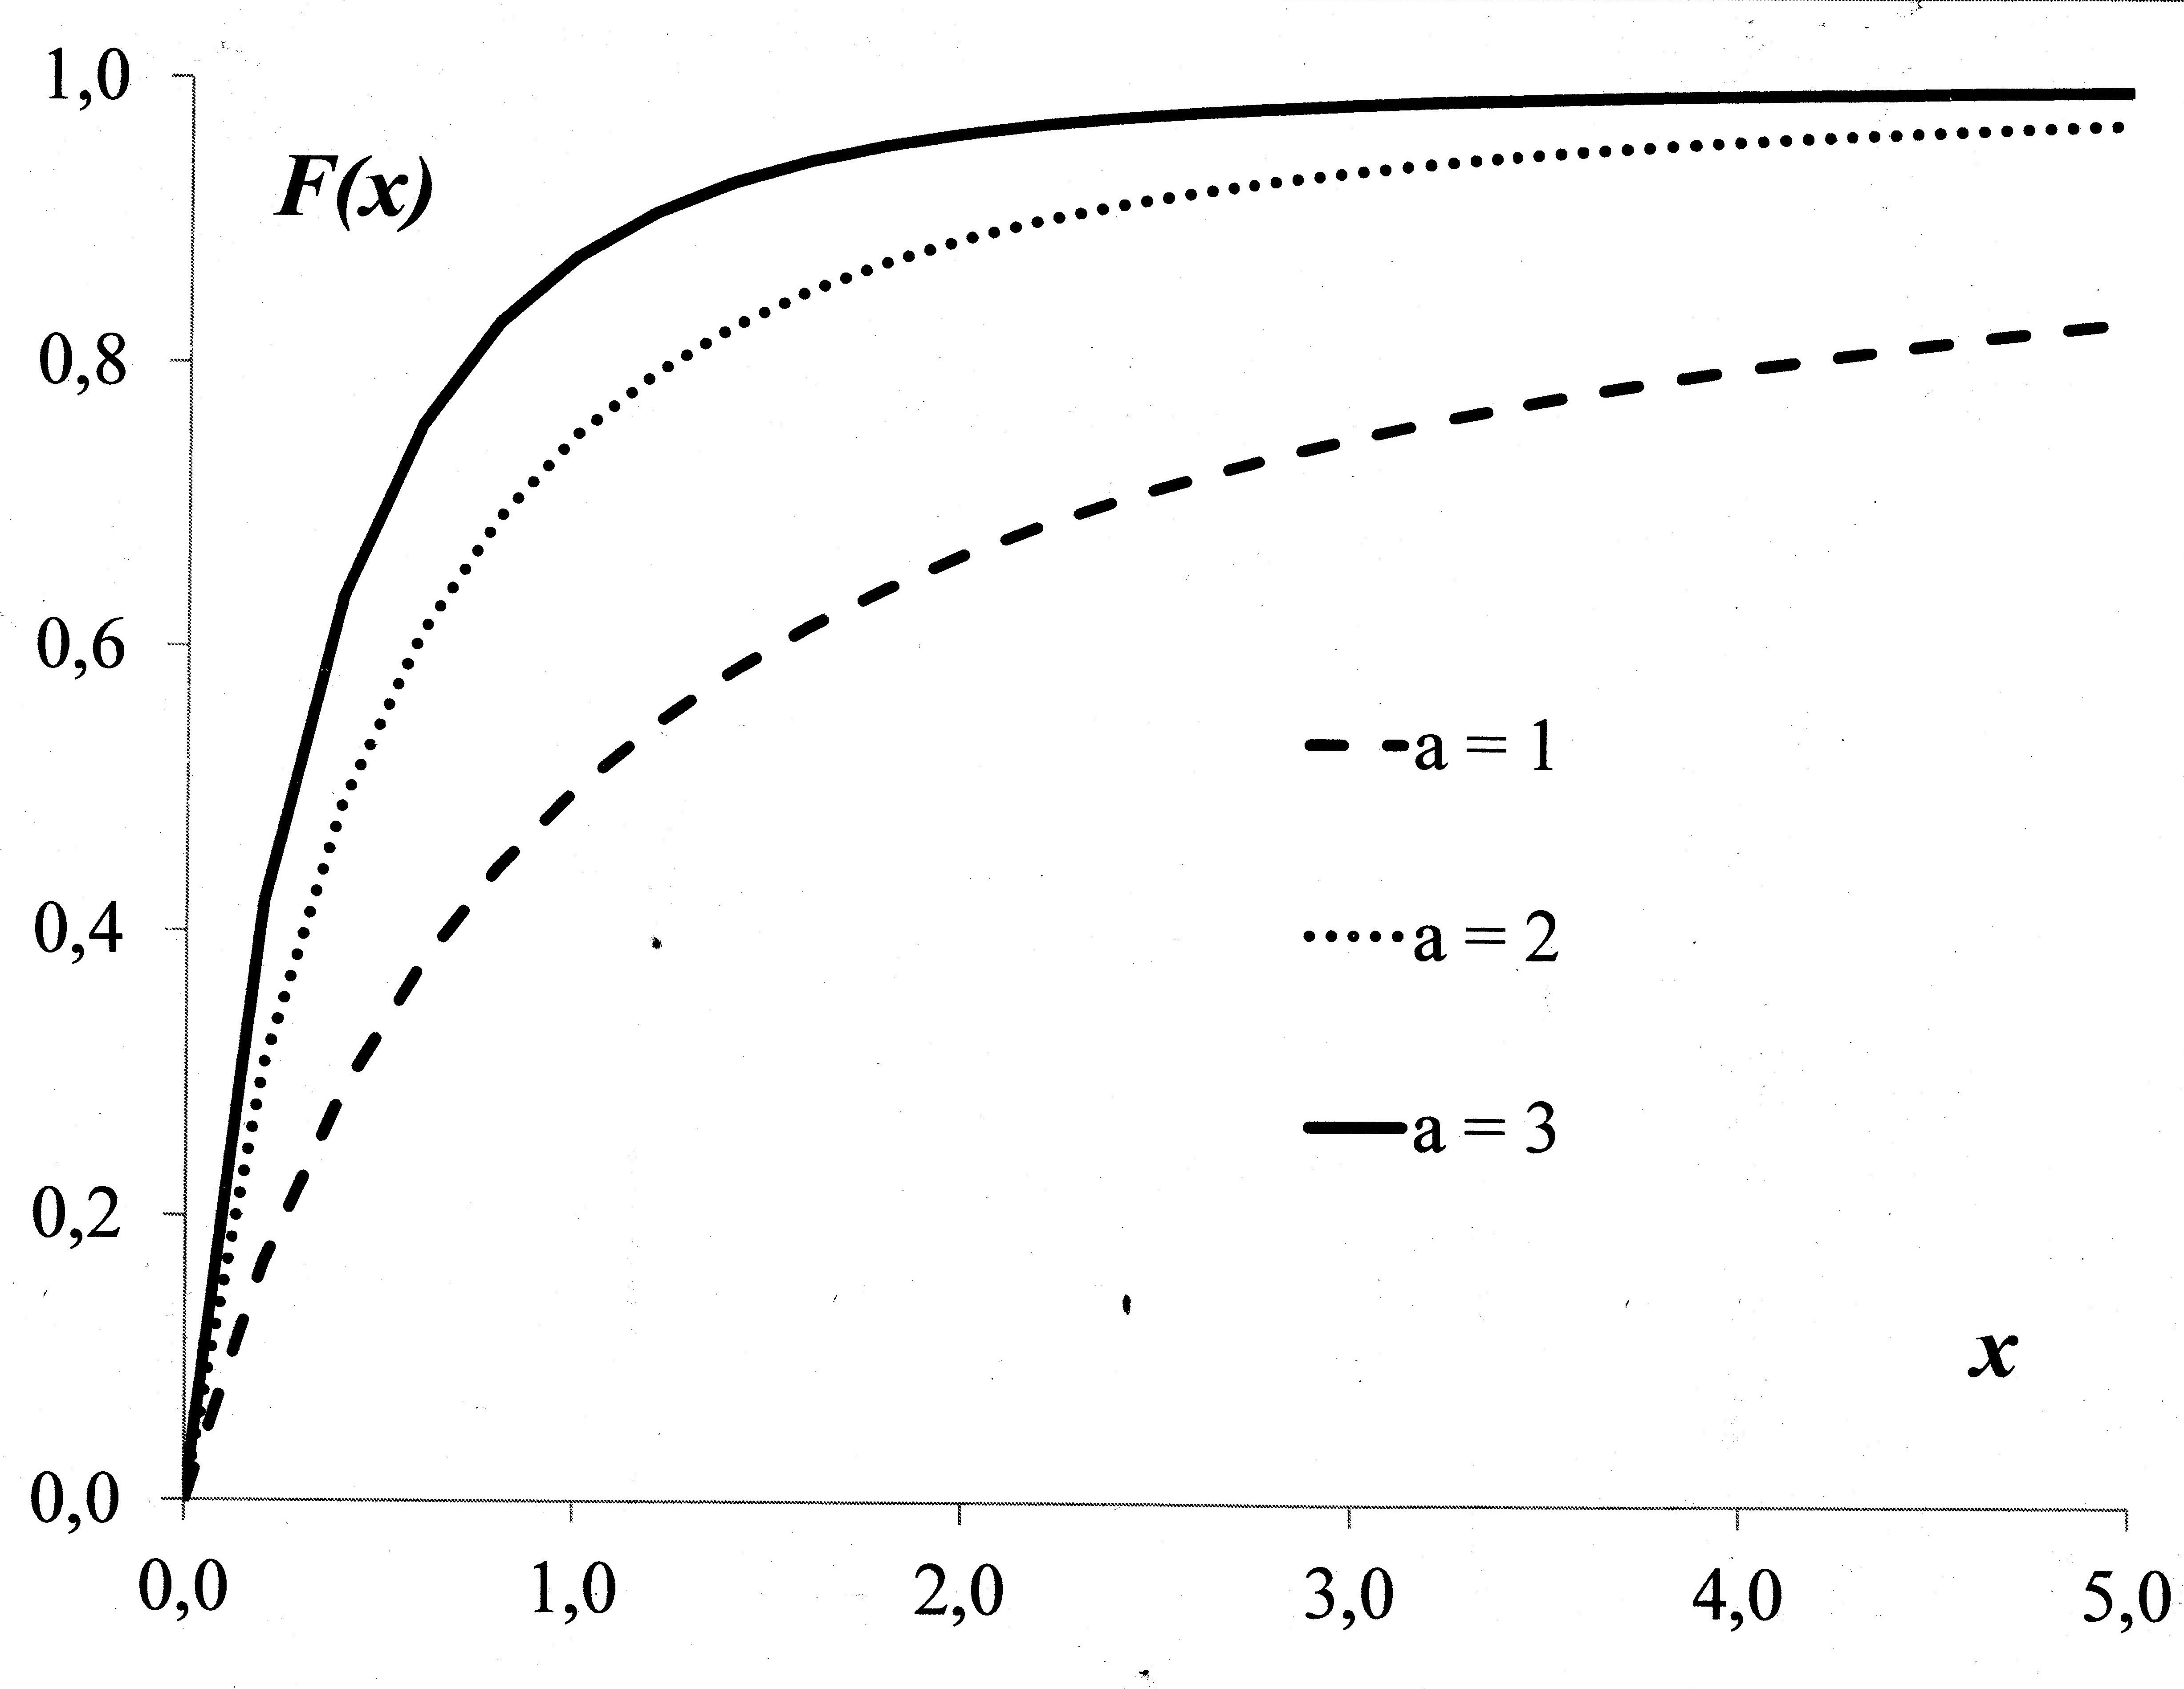 1,0
F(x)
0,8
0,6
a = 1
0,4
a = 2
a = 3
0,2
x
0,0
0,0 1,0 2,0 3,0 4,0 5,0